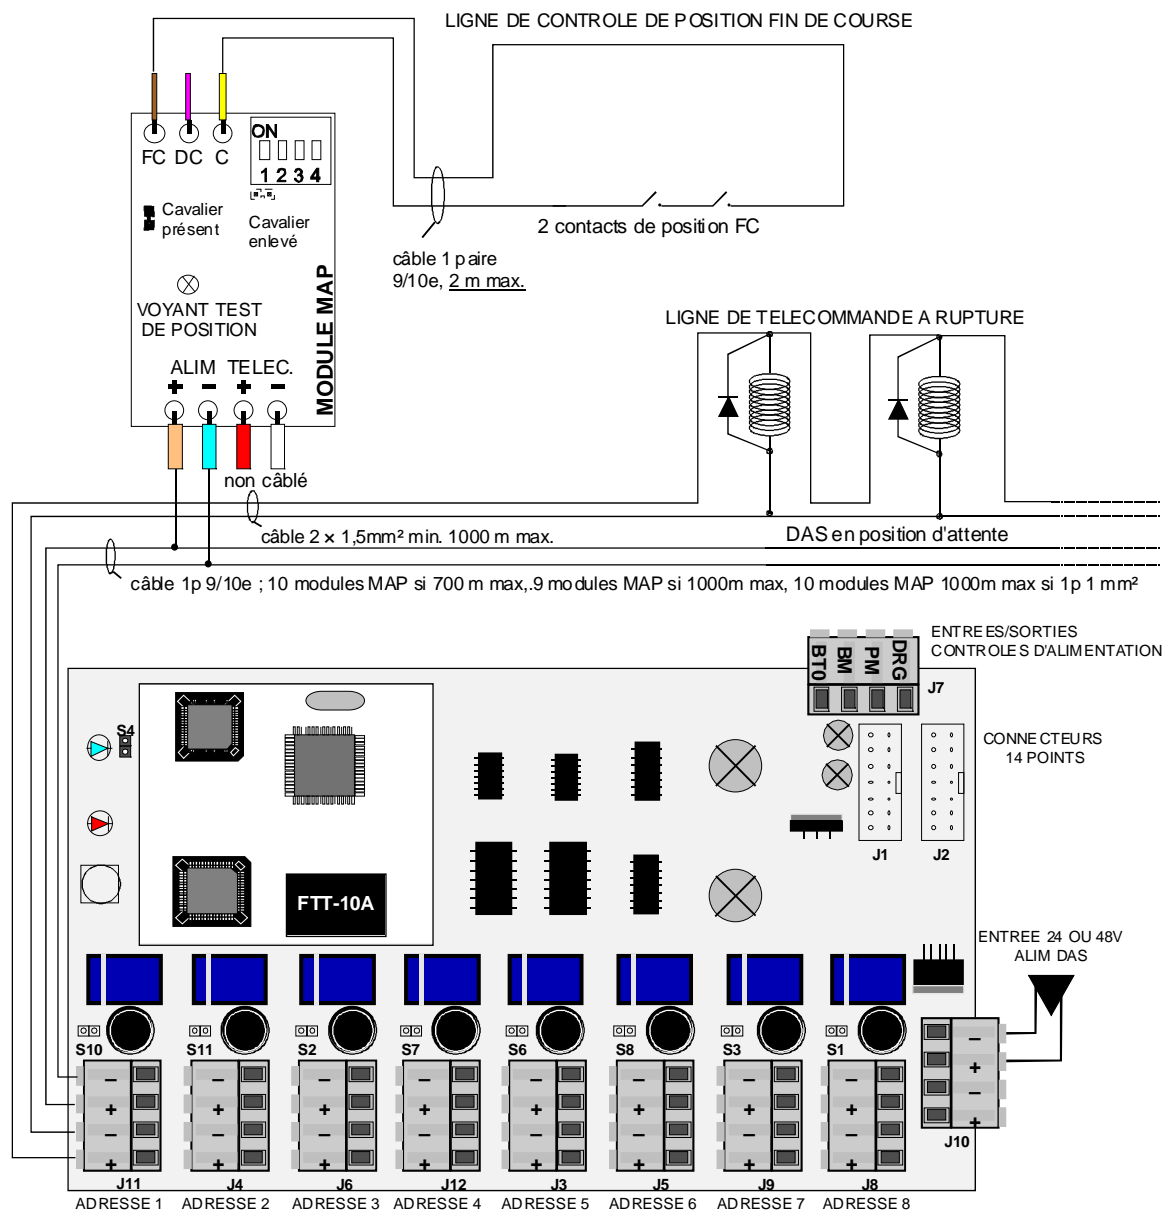 LIGNE DE CONTROLE DE POSITION FIN DE COURSE
FC DC C
ON
1 2 3 4
Cavalier
présent
Cavalier
enlevé
VOYANT TEST
DE POSITION
MODULE MAP
ALIM TELEC.
+ − + −
non câblé
2 contacts de position FC
câble 1 paire
9/10e, 2 m max.
LIGNE DE TELECOMMANDE A RUPTURE
câble 2 × 1,5mm² min. 1000 m max.
DAS en position d'attente
câble 1p 9/10e ; 10 modules MAP si 700 m max,.9 modules MAP si 1000m max, 10 modules MAP 1000m max si 1p 1 mm²
ENTREES/SORTIES
CONTROLES D'ALIMENTATION
BT0 BM PM DRG
J7
S4
CONNECTEURS
14 POINTS
J1 J2
FTT-10A
ENTREE 24 OU 48V
ALIM DAS
S10 S11 S2 S7 S6 S8 S3 S1
− − − − − − − − −
+ + + + + + + + +
− − − − − − − − −
+ + + + + + + + +
J10
J11 J4 J6 J12 J3 J5 J9 J8
ADRESSE 1 ADRESSE 2 ADRESSE 3 ADRESSE 4 ADRESSE 5 ADRESSE 6 ADRESSE 7 ADRESSE 8